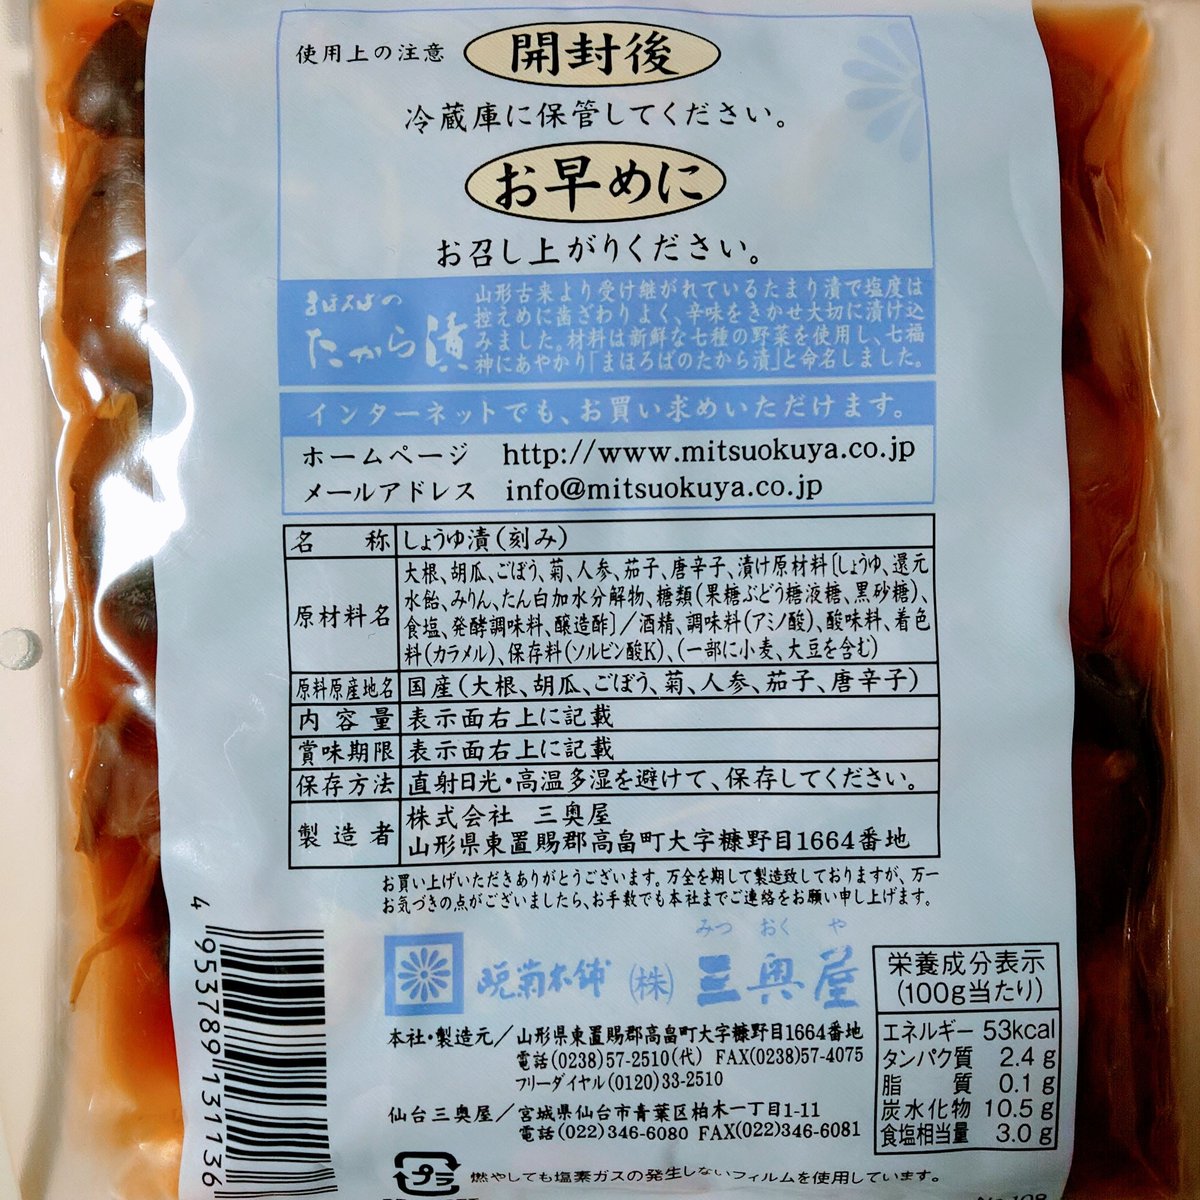 使用上の注意 開封後
冷蔵庫に保管してください。
お早めに
お召し上がりください。
まほろばの
たから漬
山形古来より受け継がれているたまり漬で塩度は
控えめに歯ざわりよく、辛味をきかせ大切に漬け込
みました。材料は新鮮な七種の野菜を使用し、七福
神にあやかり「まほろばのたから漬」と命名しました。
インターネットでも、お買い求めいただけます。
ホームページ http://www.mitsuokuya.co.jp
メールアドレス info@mitsuokuya.co.jp
名称 しょうゆ漬(刻み)
原材料名
大根、胡瓜、ごぼう、菊、人参、茄子、唐辛子、漬け原材料〔しょうゆ、還元
水飴、みりん、たん白加水分解物、糖類(果糖ぶどう糖液糖、黒砂糖)、
食塩、発酵調味料、醸造酢〕/酒精、調味料(アミノ酸)、酸味料、着色
料(カラメル)、保存料(ソルビン酸K)、(一部に小麦、大豆を含む)
原料原産地名 国産(大根、胡瓜、ごぼう、菊、人参、茄子、唐辛子)
内容量 表示面右上に記載
賞味期限 表示面右上に記載
保存方法 直射日光・高温多湿を避けて、保存してください。
製造者
株式会社 三奥屋
山形県東置賜郡高畠町大字糠野目1664番地
お買い上げいただきありがとうございます。万全を期して製造致しておりますが、万一
お気づきの点がございましたら、お手数でも本社までご連絡をお願い申し上げます。
みつ おく や
晩菊本舗 (株) 三奥屋
本社・製造元/山形県東置賜郡高畠町大字糠野目1664番地
電話(0238)57-2510(代) FAX(0238)57-4075
フリーダイヤル(0120)33-2510
仙台三奥屋/宮城県仙台市青葉区柏木一丁目1-11
電話(022)346-6080 FAX(022)346-6081
栄養成分表示
(100g当たり)
エネルギー 53kcal
タンパク質 2.4 g
脂質 0.1 g
炭水化物 10.5 g
食塩相当量 3.0 g
4 953789 131136
プラ
燃やしても塩素ガスの発生しないフィルムを使用しています。